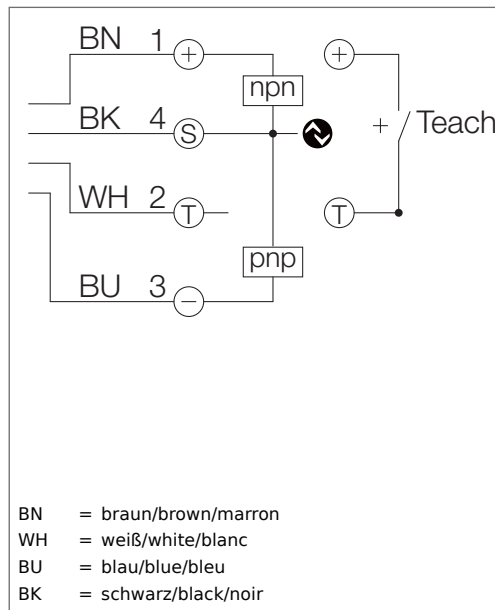 BN 1 + npn +
BK 4 S + Teach
WH 2 T T
pnp
BU 3 −
BN = braun/brown/marron
WH = weiß/white/blanc
BU = blau/blue/bleu
BK = schwarz/black/noir